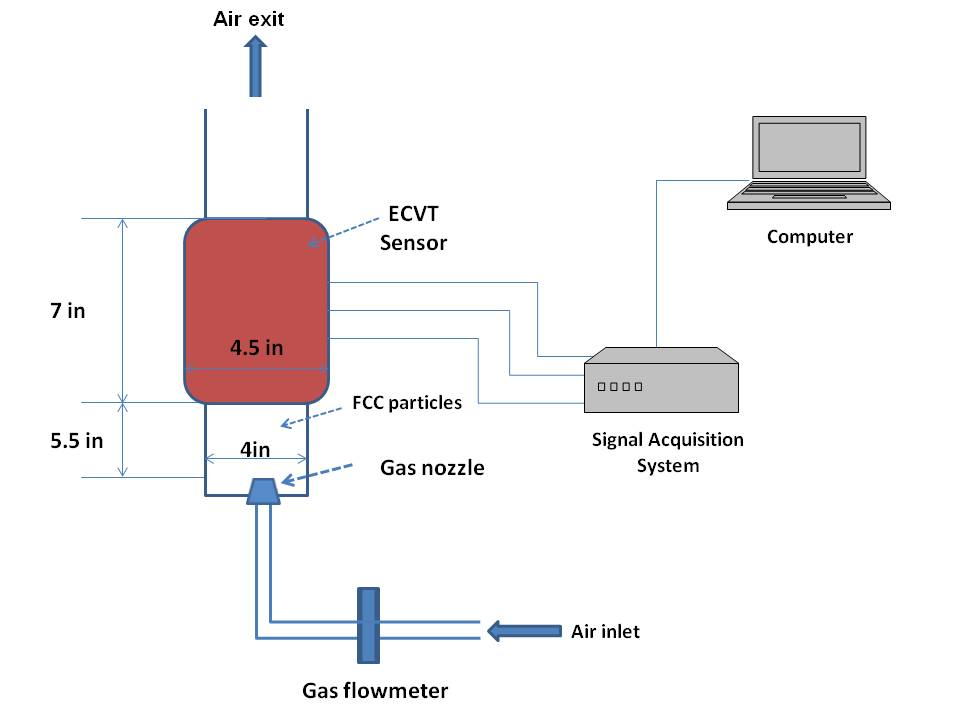 Air exit
ECVT
Sensor
Computer
7 in
4.5 in
FCC particles
5.5 in
4in
Gas nozzle
Signal Acquisition
System
Air inlet
Gas flowmeter